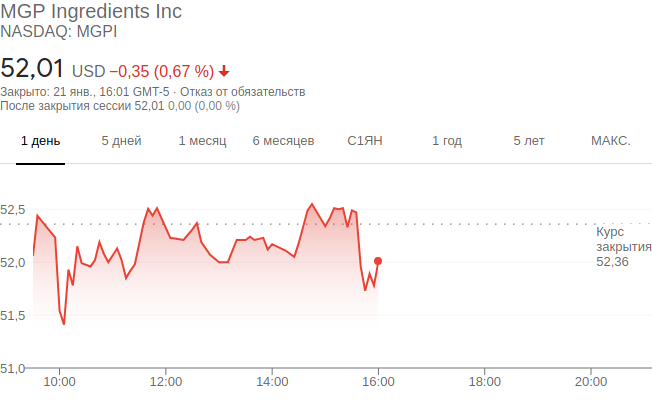 MGP Ingredients Inc
NASDAQ: MGPI
52,01 USD −0,35 (0,67 %)
Закрыто: 21 янв., 16:01 GMT-5 · Отказ от обязательств
После закрытия сессии 52,01 0,00 (0,00 %)
1 день 5 дней 1 месяц 6 месяцев С1ЯН 1 год 5 лет МАКС.
52,5
Курс
закрытия
52,36
52,0
51,5
51,0
10:00 12:00 14:00 16:00 18:00 20:00